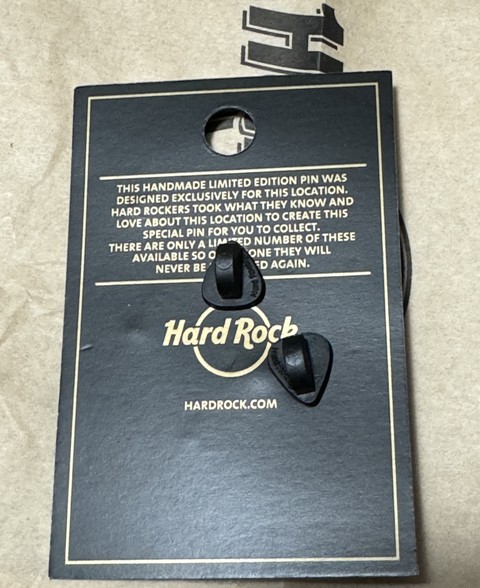 THIS HANDMADE LIMITED EDITION PIN WAS
DESIGNED EXCLUSIVELY FOR THIS LOCATION.
HARD ROCKERS TOOK WHAT THEY KNOW AND
LOVE ABOUT THIS LOCATION TO CREATE THIS
SPECIAL PIN FOR YOU TO COLLECT.
THERE ARE ONLY A LIMITED NUMBER OF THESE
AVAILABLE SO ONE THEY WILL
NEVER BE AGAIN.
Hard Rock
HARDROCK.COM